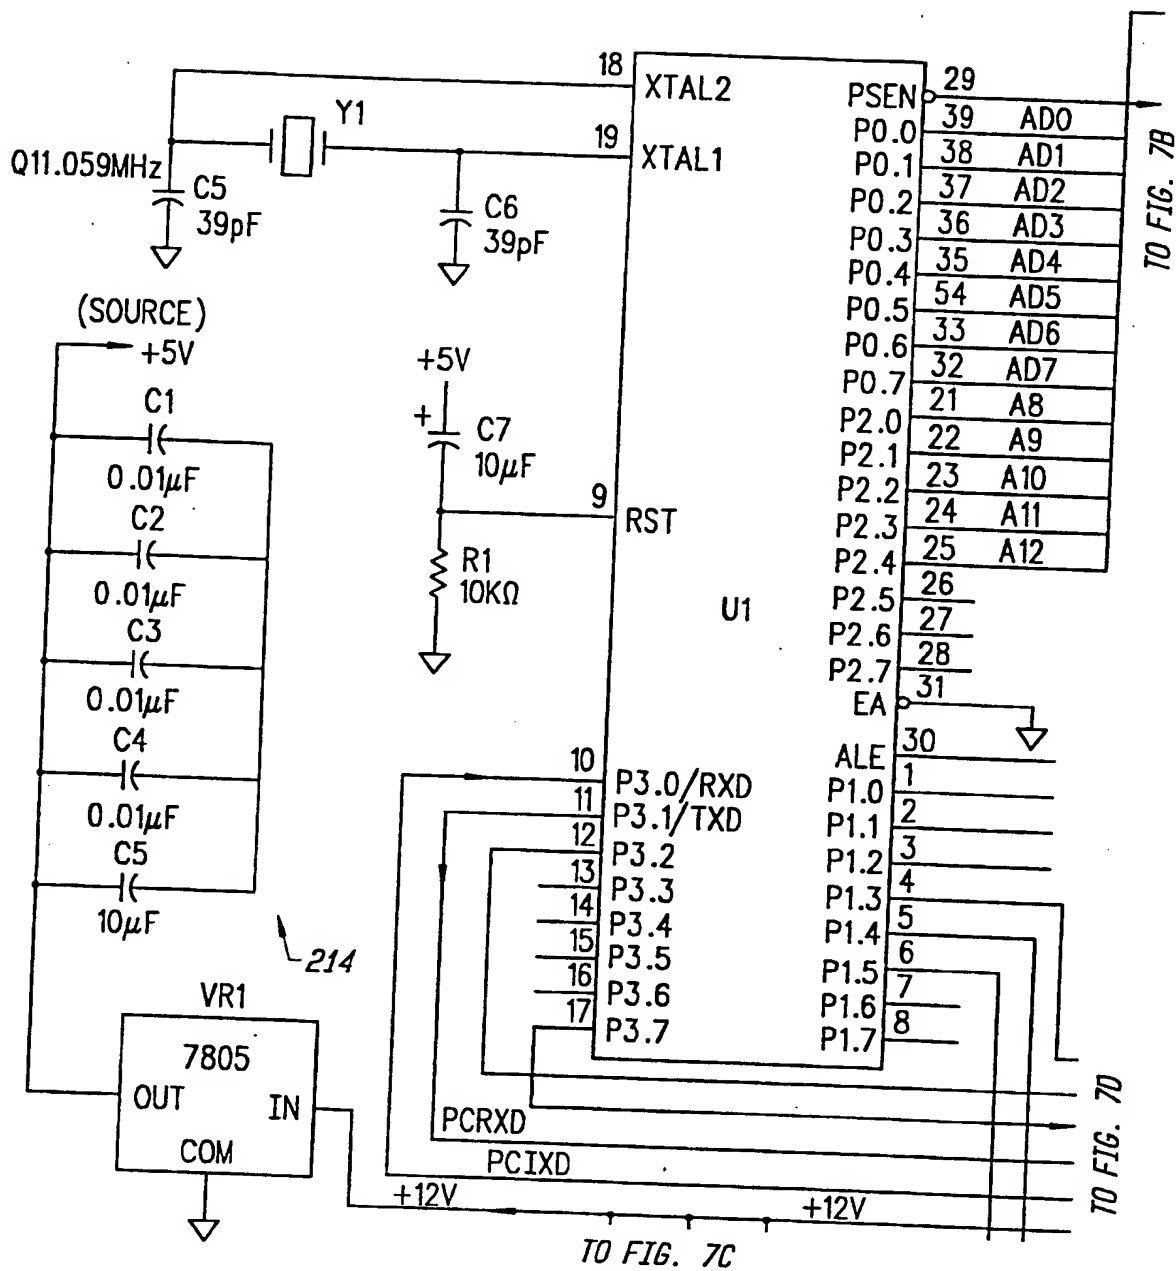 18
XTAL2
Y1
19
XTAL1
Q11.059MHz
C5
39pF
C6
39pF
(SOURCE)
+5V
C1
0.01µF
C2
0.01µF
C3
0.01µF
C4
0.01µF
C5
10µF
214
+5V
+
C7
10µF
9
RST
R1
10KΩ
U1
PSEN 29
P0.0 39 AD0
P0.1 38 AD1
P0.2 37 AD2
P0.3 36 AD3
P0.4 35 AD4
P0.5 54 AD5
P0.6 33 AD6
P0.7 32 AD7
P2.0 21 A8
P2.1 22 A9
P2.2 23 A10
P2.3 24 A11
P2.4 25 A12
P2.5 26
P2.6 27
P2.7 28
EA 31
ALE 30
P1.0 1
P1.1 2
P1.2 3
P1.3 4
P1.4 5
P1.5 6
P1.6 7
P1.7 8
10 P3.0/RXD
11 P3.1/TXD
12 P3.2
13 P3.3
14 P3.4
15 P3.5
16 P3.6
17 P3.7
VR1
7805
OUT
IN
COM
PCRXD
PCIXD
+12V
+12V
TO FIG. 7B
TO FIG. 7D
TO FIG. 7C